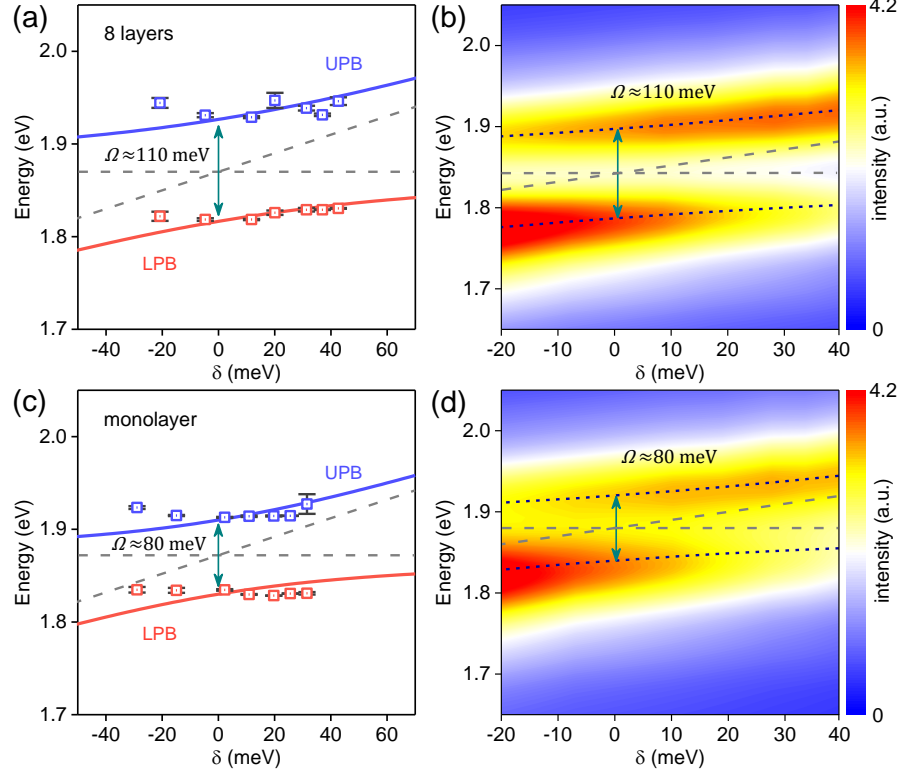 (a)
8 layers
UPB
Ω≈110 meV
LPB
Energy (eV)
2.0
1.9
1.8
1.7
-40 -20 0 20 40 60
δ (meV)
(b)
Ω≈110 meV
Energy (eV)
2.0
1.9
1.8
1.7
-20 -10 0 10 20 30 40
δ (meV)
4.2
intensity (a.u.)
0
(c)
monolayer
UPB
Ω≈80 meV
LPB
Energy (eV)
2.0
1.9
1.8
1.7
-40 -20 0 20 40 60
δ (meV)
(d)
Ω≈80 meV
Energy (eV)
2.0
1.9
1.8
1.7
-20 -10 0 10 20 30 40
δ (meV)
4.2
intensity (a.u.)
0